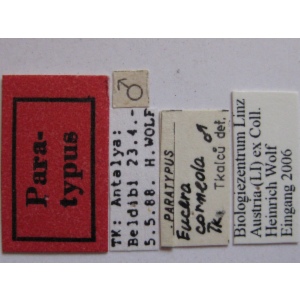 Para-
typus
♂
TK: Antalya:
Beldibi 23.4.-
5.5.88. H.WOLF
PARATYPUS
Eucera ♂
corneola
Tk. Tkalců det.
Biologiezentrum Linz
Austria (LI) ex Coll.
Heinrich Wolf
Eingang 2006